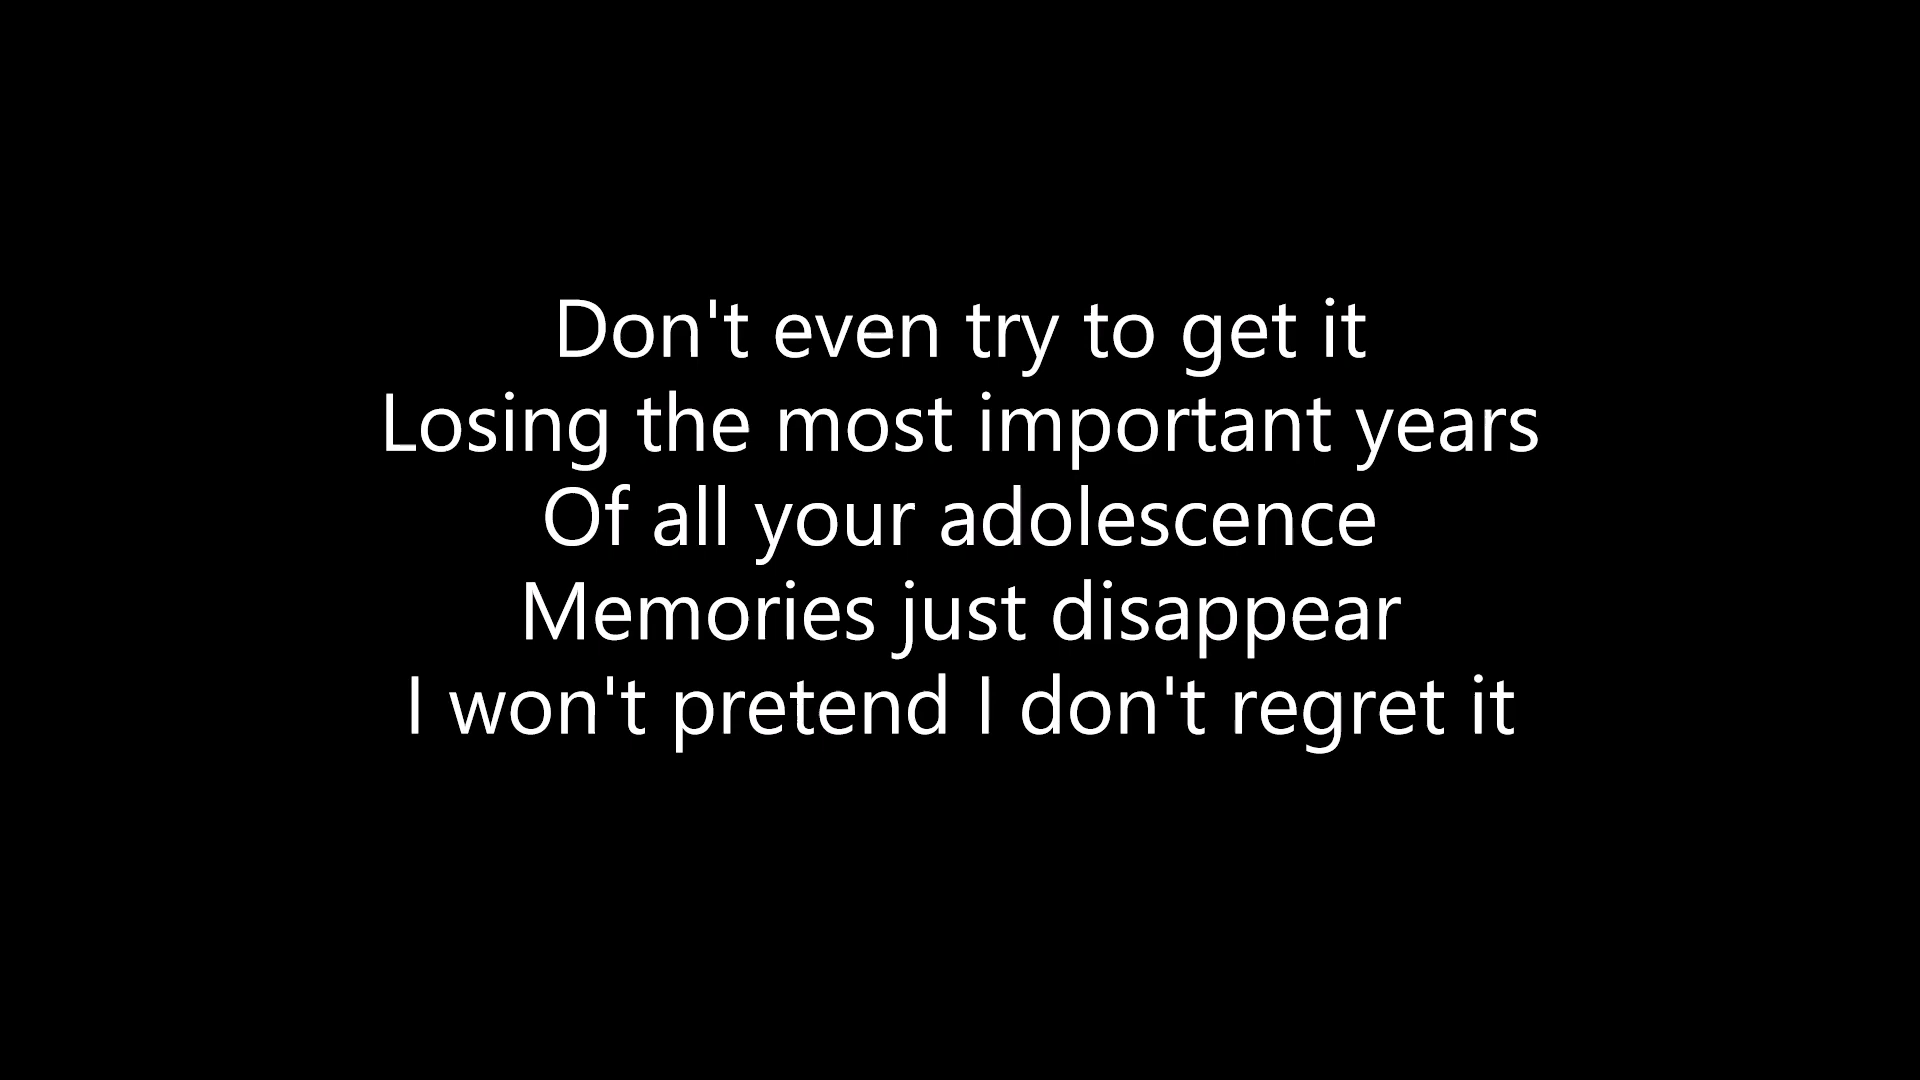 Don't even try to get it
Losing the most important years
Of all your adolescence
Memories just disappear
I won't pretend I don't regret it